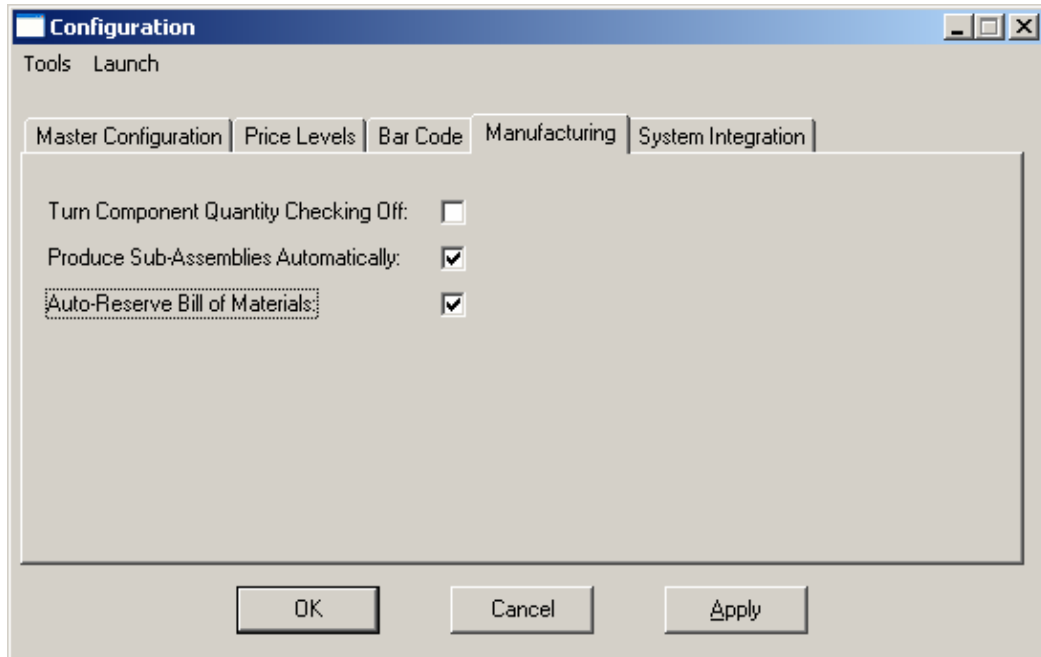 Configuration
Tools Launch
Master Configuration Price Levels Bar Code Manufacturing System Integration
Turn Component Quantity Checking Off:
Produce Sub-Assemblies Automatically:
Auto-Reserve Bill of Materials:
OK Cancel Apply